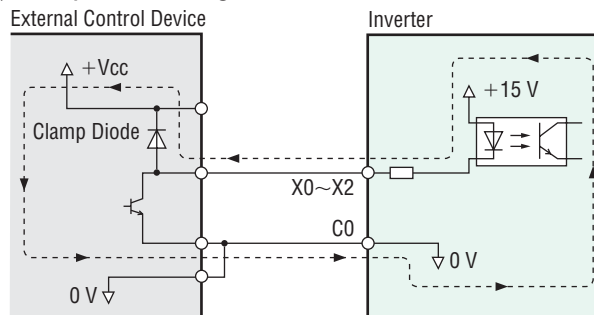 External Control Device
Inverter
+Vcc
+15 V
Clamp Diode
X0~X2
C0
0 V
0 V